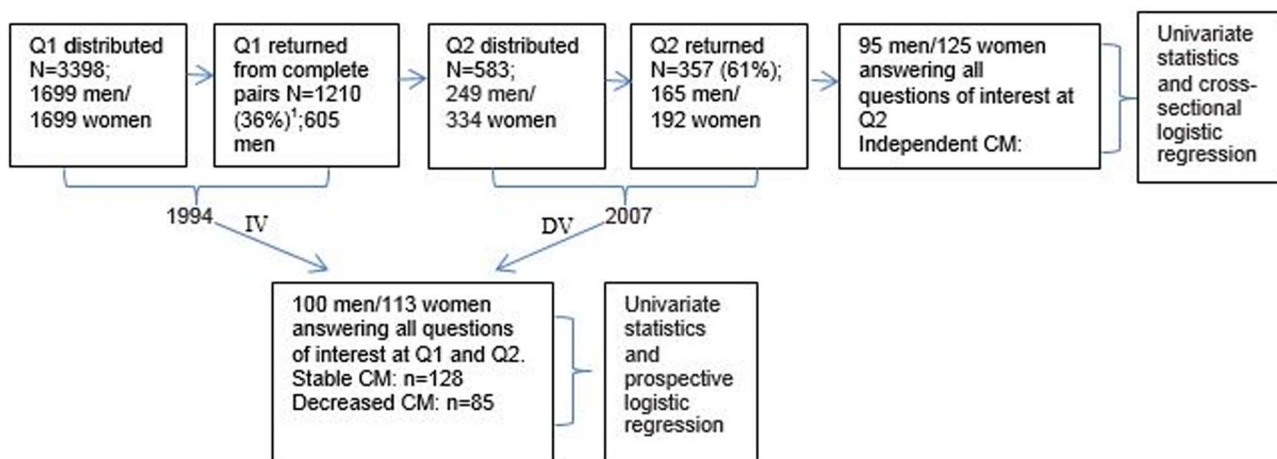 Q1 distributed
N=3398;
1699 men/
1699 women
Q1 returned
from complete
pairs N=1210
(36%)¹;605
men
Q2 distributed
N=583;
249 men/
334 women
Q2 returned
N=357 (61%);
165 men/
192 women
95 men/125 women
answering all
questions of interest at
Q2
Independent CM:
Univariate
statistics
and cross-
sectional
logistic
regression
1994
IV
DV
2007
100 men/113 women
answering all questions
of interest at Q1 and Q2.
Stable CM: n=128
Decreased CM: n=85
Univariate
statistics
and
prospective
logistic
regression